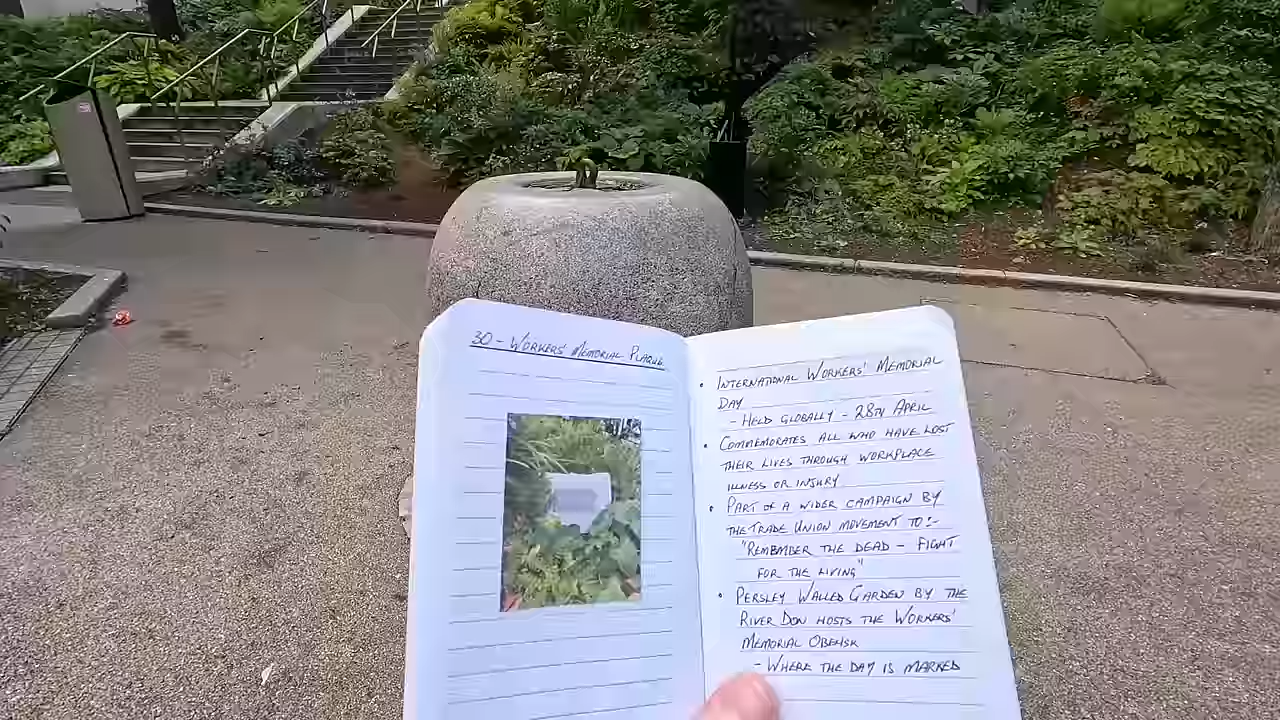 30 - WORKERS' MEMORIAL PLAQUE
• INTERNATIONAL WORKERS' MEMORIAL
DAY
- HELD GLOBALLY - 28TH APRIL
• COMMEMORATES ALL WHO HAVE LOST
THEIR LIVES THROUGH WORKPLACE
ILLNESS OR INJURY
• PART OF A WIDER CAMPAIGN BY
THE TRADE UNION MOVEMENT TO:-
"REMEMBER THE DEAD - FIGHT
FOR THE LIVING"
• PERSLEY WALLED GARDEN BY THE
RIVER DON HOSTS THE WORKERS'
MEMORIAL OBELISK
- WHERE THE DAY IS MARKED